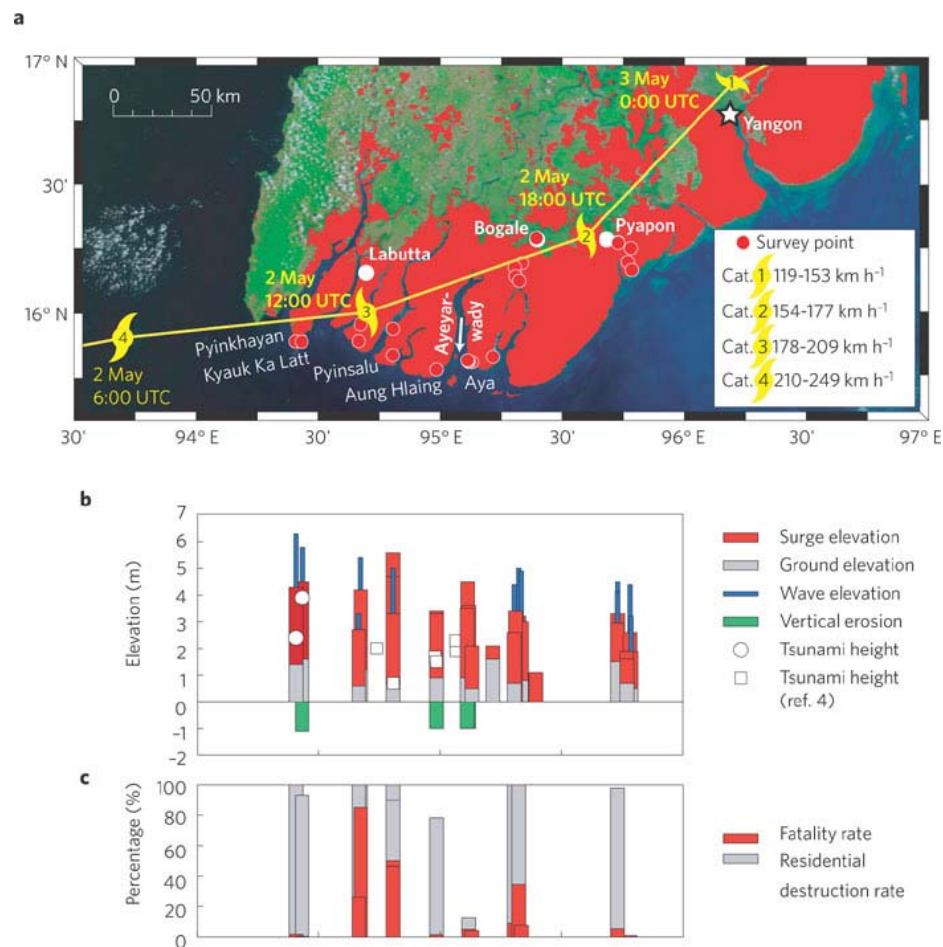 a
17° N
30'
16° N
30'
94° E
30'
95° E
30'
96° E
30'
97° E
0 50 km
3 May
0:00 UTC
1
Yangon
2 May
18:00 UTC
2
Bogale
Pyapon
Labutta
2 May
12:00 UTC
3
4
2 May
6:00 UTC
Pyinkhayan
Kyauk Ka Latt
Pyinsalu
Aung Hlaing
Ayeyar-
wady
Aya
Survey point
Cat. 1 119–153 km h⁻¹
Cat. 2 154–177 km h⁻¹
Cat. 3 178–209 km h⁻¹
Cat. 4 210–249 km h⁻¹
b
Elevation (m)
7
6
5
4
3
2
1
0
−1
−2
Surge elevation
Ground elevation
Wave elevation
Vertical erosion
Tsunami height
Tsunami height
(ref. 4)
c
Percentage (%)
100
80
60
40
20
0
Fatality rate
Residential
destruction rate